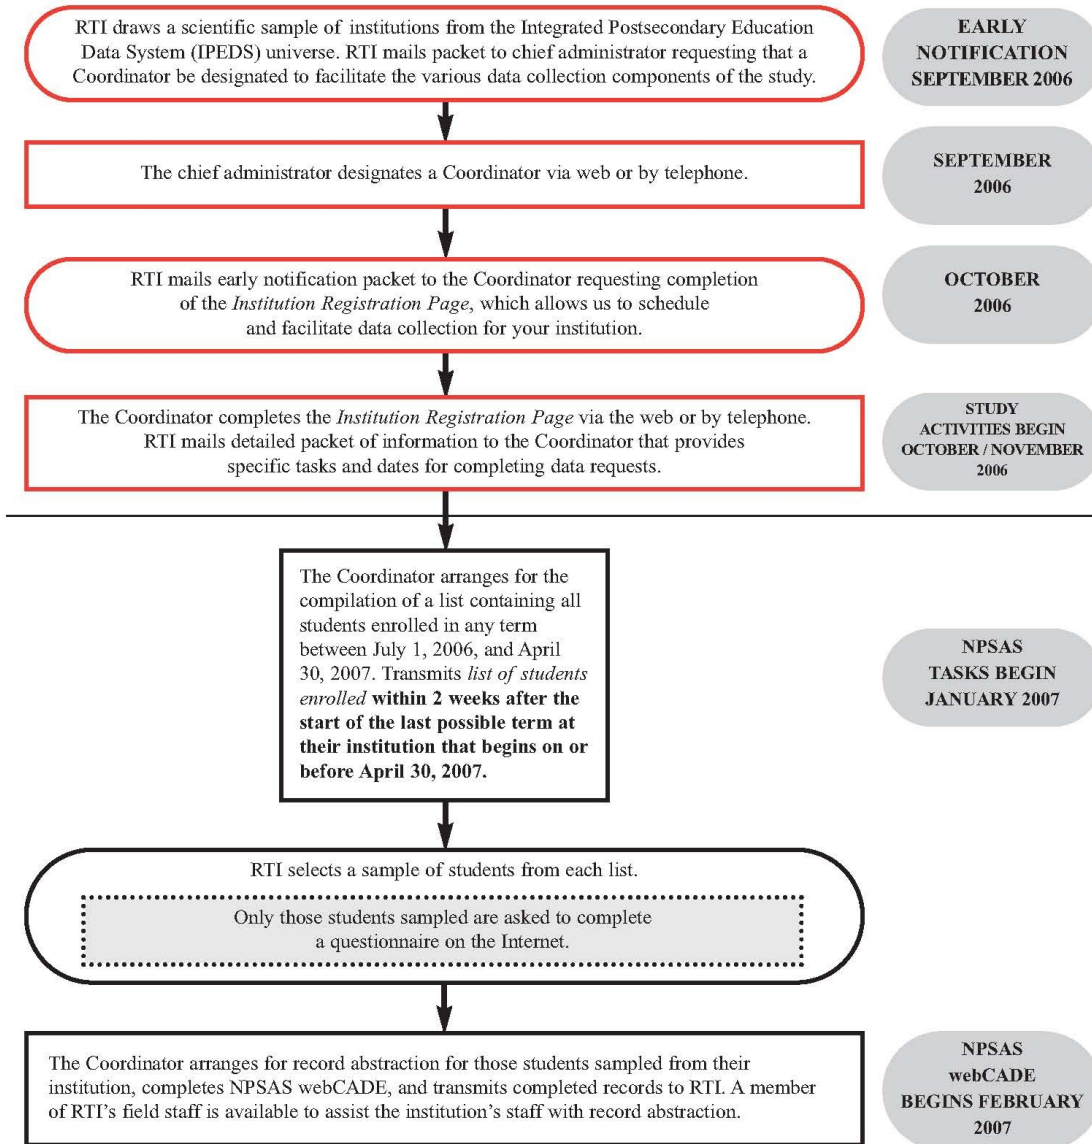 RTI draws a scientific sample of institutions from the Integrated Postsecondary Education
Data System (IPEDS) universe. RTI mails packet to chief administrator requesting that a
Coordinator be designated to facilitate the various data collection components of the study.
EARLY
NOTIFICATION
SEPTEMBER 2006
The chief administrator designates a Coordinator via web or by telephone.
SEPTEMBER
2006
RTI mails early notification packet to the Coordinator requesting completion
of the Institution Registration Page, which allows us to schedule
and facilitate data collection for your institution.
OCTOBER
2006
The Coordinator completes the Institution Registration Page via the web or by telephone.
RTI mails detailed packet of information to the Coordinator that provides
specific tasks and dates for completing data requests.
STUDY
ACTIVITIES BEGIN
OCTOBER / NOVEMBER
2006
The Coordinator arranges for the
compilation of a list containing all
students enrolled in any term
between July 1, 2006, and April
30, 2007. Transmits list of students
enrolled within 2 weeks after the
start of the last possible term at
their institution that begins on or
before April 30, 2007.
NPSAS
TASKS BEGIN
JANUARY 2007
RTI selects a sample of students from each list.
Only those students sampled are asked to complete
a questionnaire on the Internet.
The Coordinator arranges for record abstraction for those students sampled from their
institution, completes NPSAS webCADE, and transmits completed records to RTI. A member
of RTI's field staff is available to assist the institution's staff with record abstraction.
NPSAS
webCADE
BEGINS FEBRUARY
2007